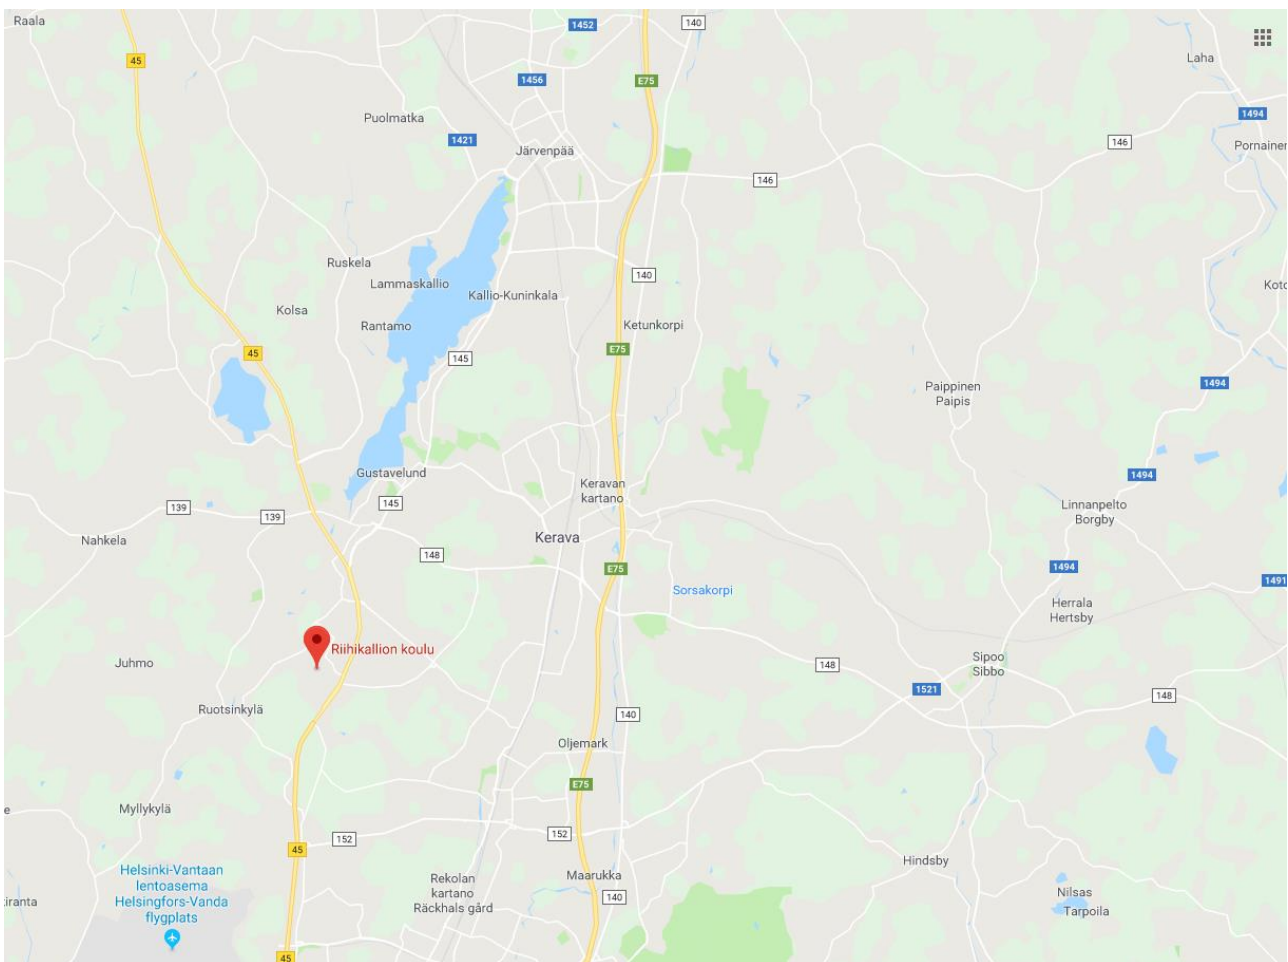 Raala
1452
140
45
E75
1456
Laha
Puolmatka
1421
1494
146
Pornainen
Järvenpää
146
Ruskela
140
Lammaskallio
Kallio-Kuninkala
Kolsa
Rantamo
Ketunkorpi
45
E75
145
Paippinen
Paipis
1494
Gustavelund
1494
Keravan
kartano
145
139
139
Linnanpelto
Borgby
Nahkela
Kerava
148
E75
1494
1491
Sorsakorpi
Herrala
Hertsby
Riihikallion koulu
Juhmo
148
Sipoo
Sibbo
1521
148
Ruotsinkylä
140
Oljemark
E75
Myllykylä
152
152
45
Hindsby
Helsinki-Vantaan
lentoasema
Helsingfors-Vanda
flygplats
Rekolan
kartano
Räckhals gård
Maarukka
140
Nilsas
Tarpoila
45